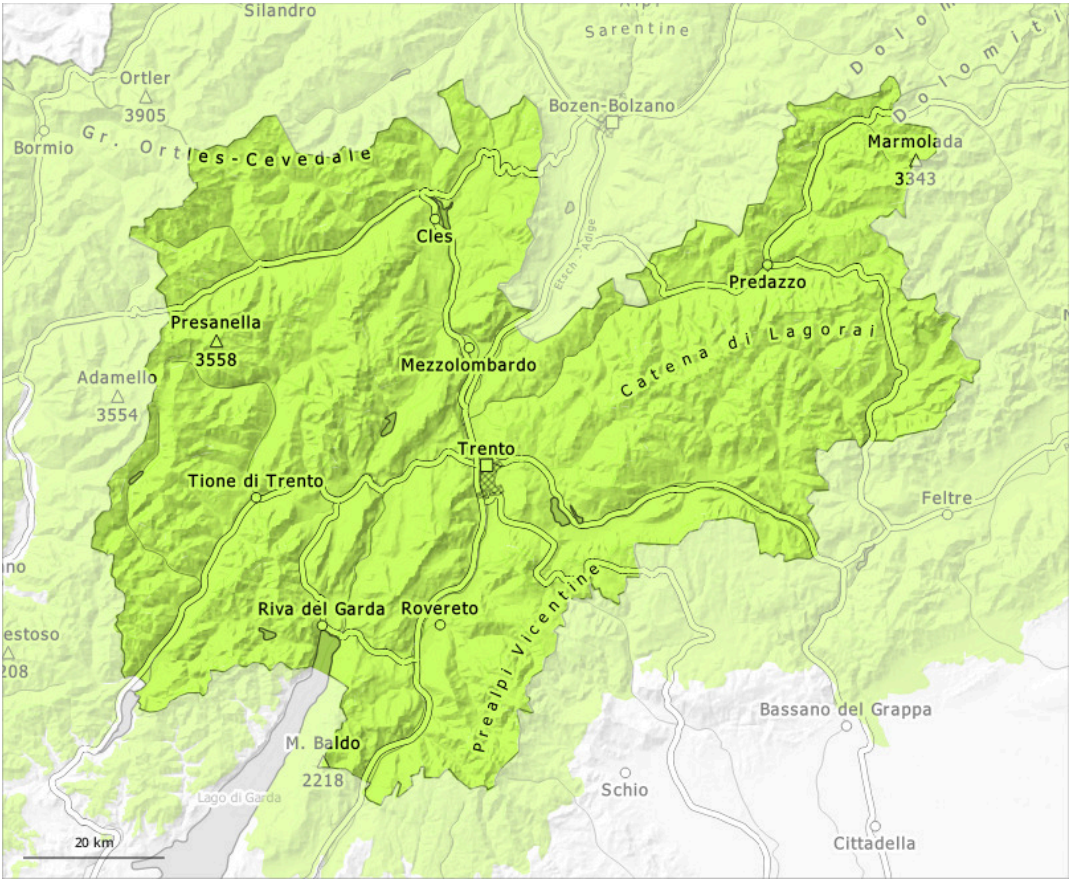 Silandro
Sarentine
Dolomiti
Ortler
3905
Bozen-Bolzano
Bormio
Gr. Ortles-Cevedale
Marmolada
3343
Cles
Etsch - Adige
Predazzo
Presanella
3558
Catena di Lagorai
Mezzolombardo
Adamello
3554
Trento
Tione di Trento
Feltre
Riva del Garda
Rovereto
estoso
208
Prealpi Vicentine
Bassano del Grappa
M. Baldo
2218
Schio
Lago di Garda
20 km
Cittadella